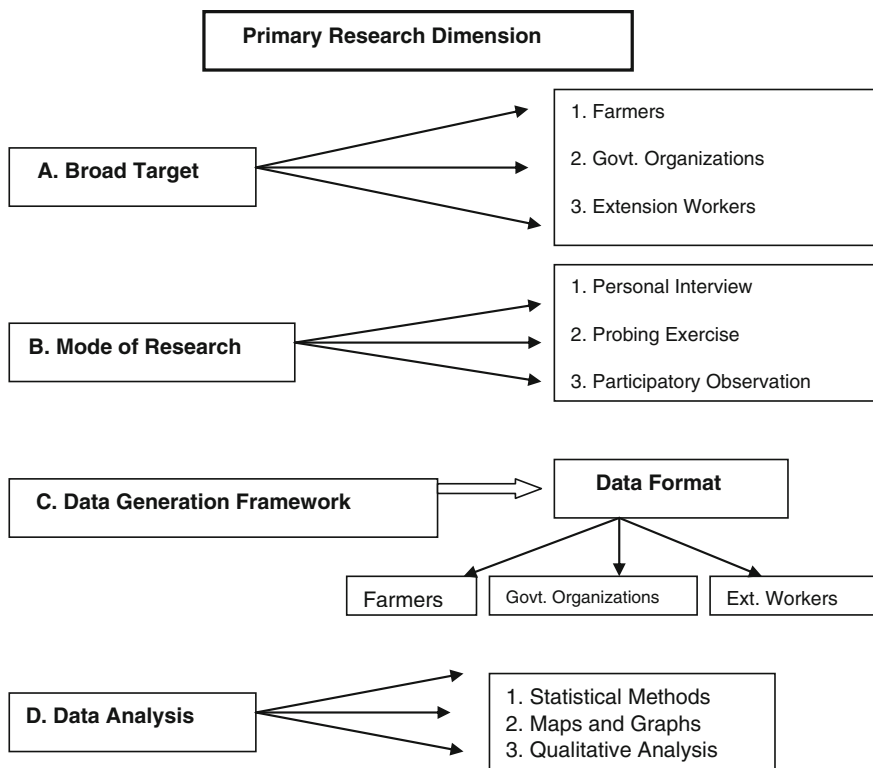 Primary Research Dimension
A. Broad Target
1. Farmers
2. Govt. Organizations
3. Extension Workers
B. Mode of Research
1. Personal Interview
2. Probing Exercise
3. Participatory Observation
C. Data Generation Framework
Data Format
Farmers
Govt. Organizations
Ext. Workers
D. Data Analysis
1. Statistical Methods
2. Maps and Graphs
3. Qualitative Analysis